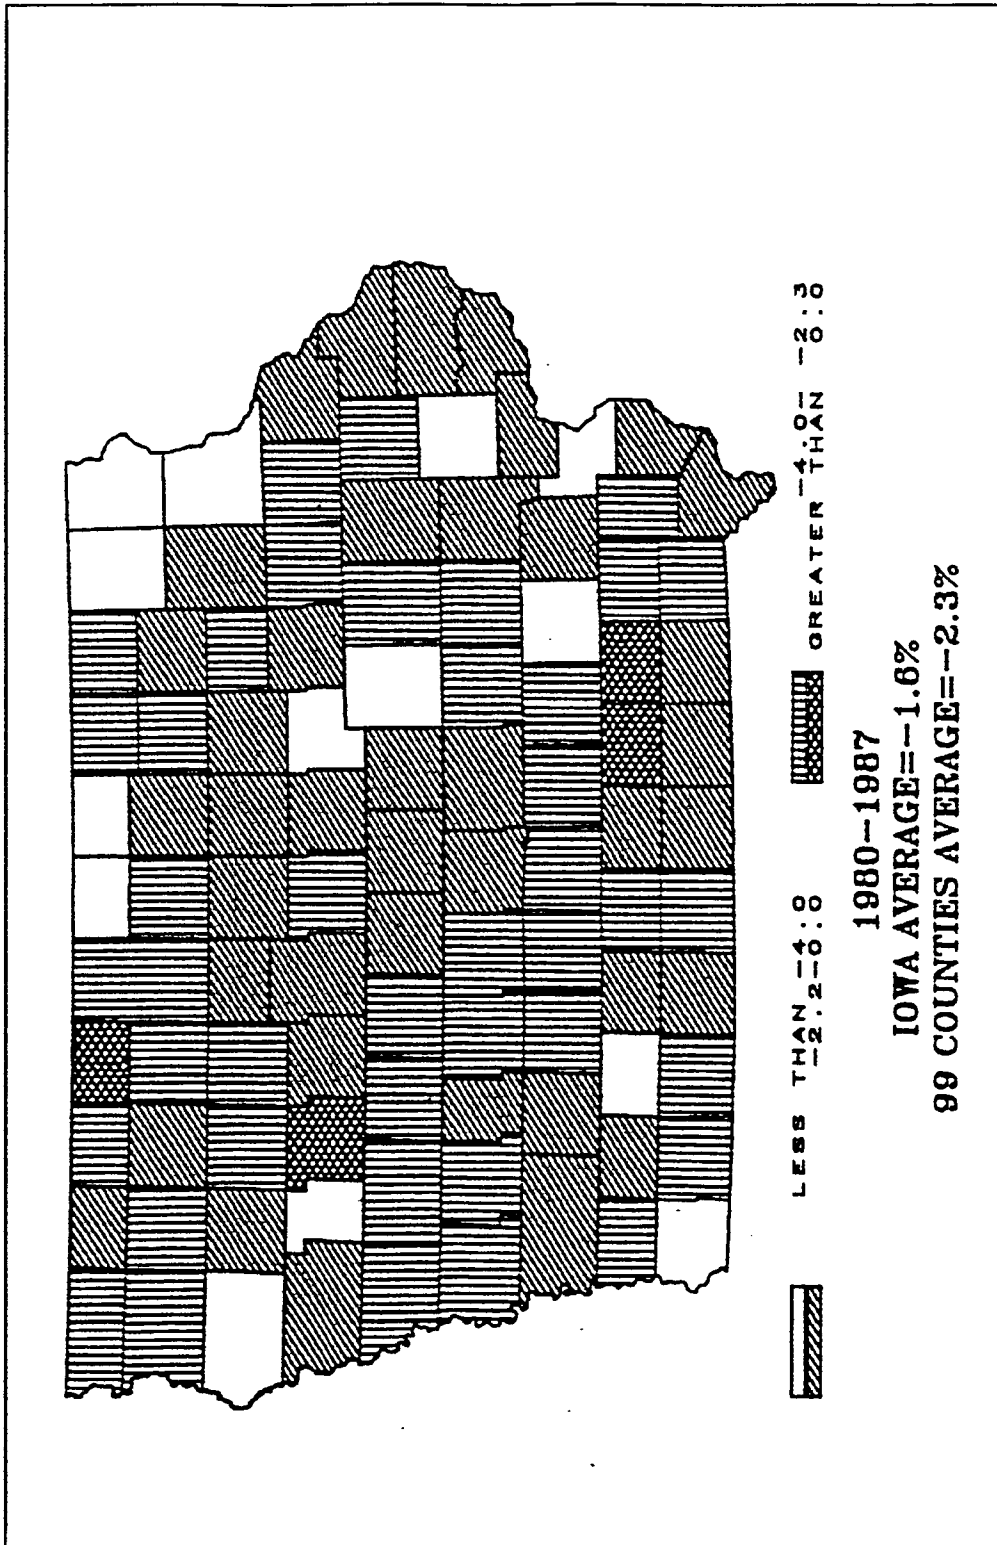 LESS THAN -4.0 -4.0- -2.3
-2.2-0.0 GREATER THAN 0.0
1980-1987
IOWA AVERAGE=-1.6%
99 COUNTIES AVERAGE=-2.3%